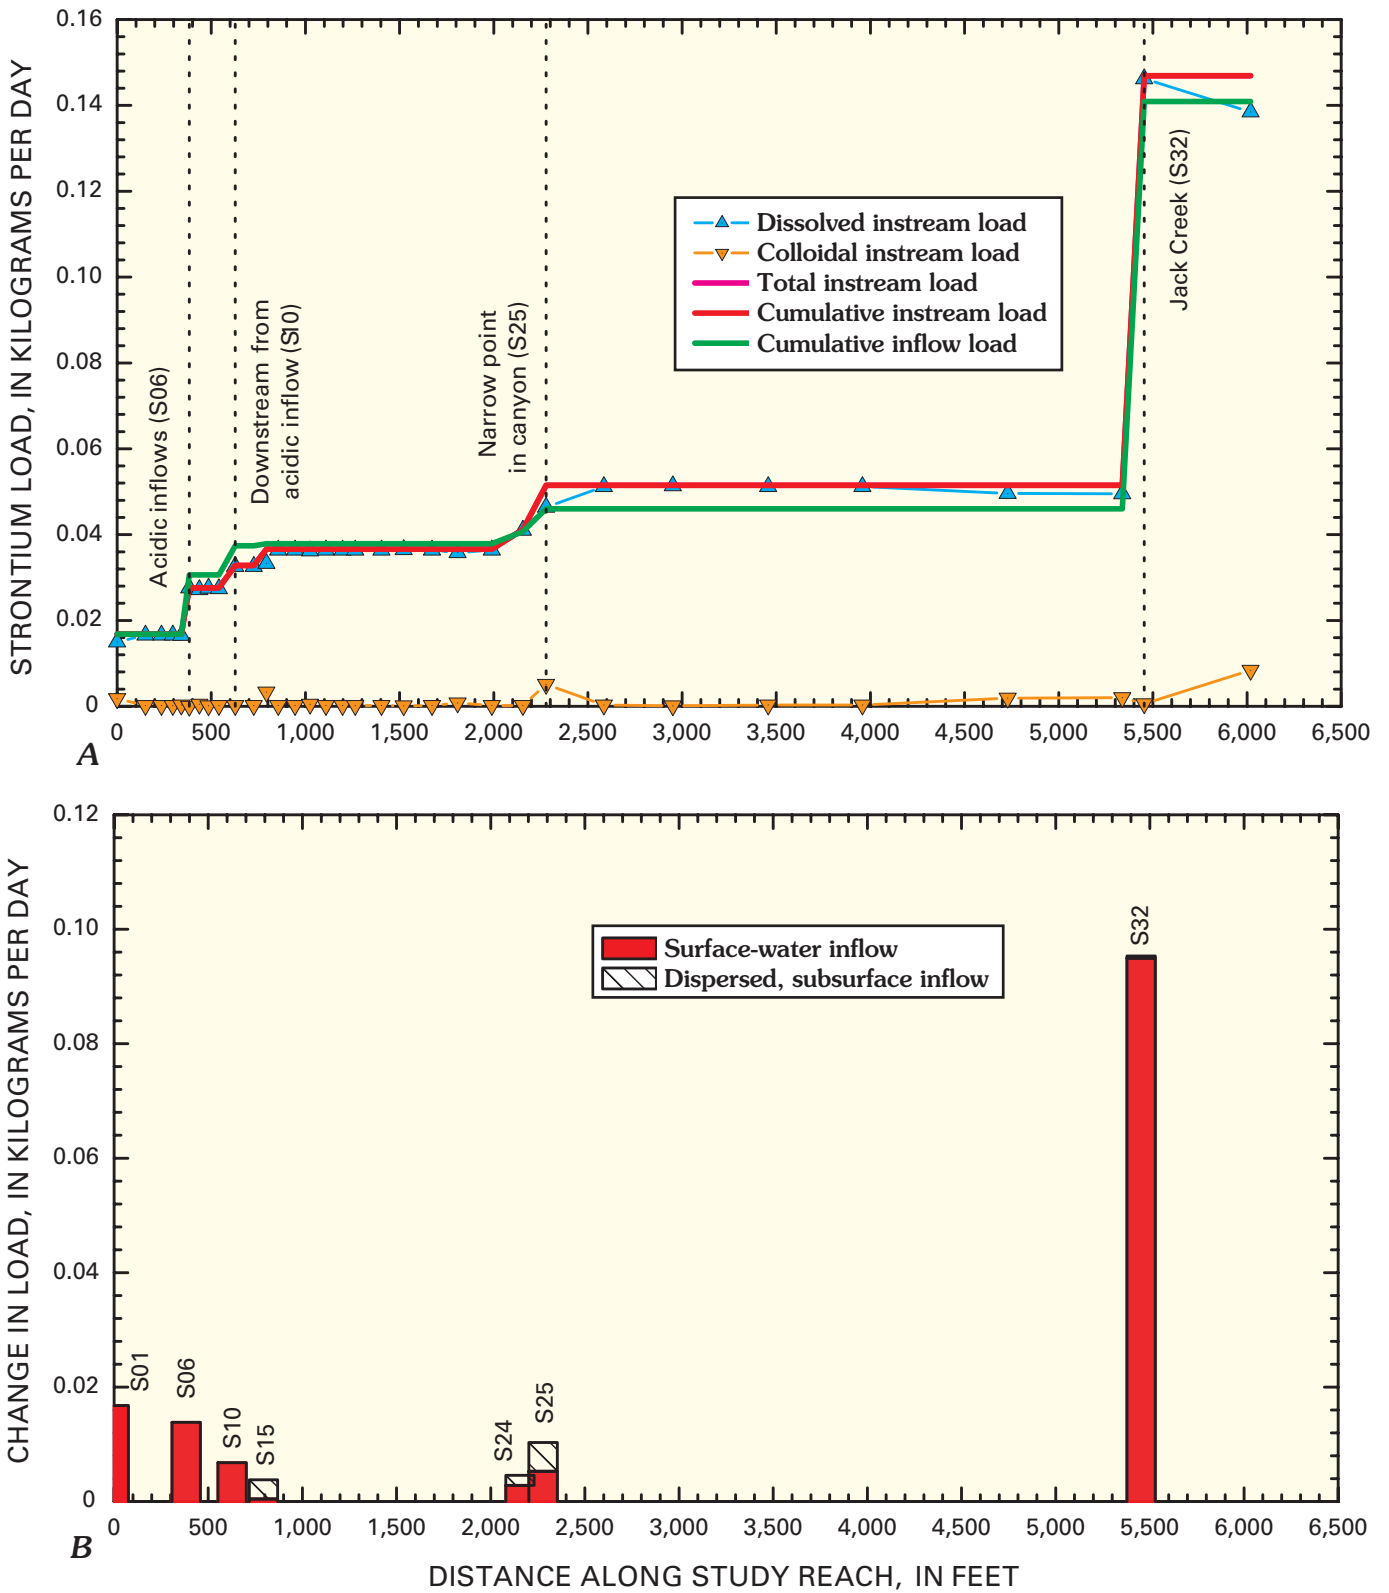 STRONTIUM LOAD, IN KILOGRAMS PER DAY
0.16
0.14
0.12
0.10
0.08
0.06
0.04
0.02
0
Acidic inflows (S06)
Downstream from
acidic inflow (S10)
Narrow point
in canyon (S25)
Jack Creek (S32)
Dissolved instream load
Colloidal instream load
Total instream load
Cumulative instream load
Cumulative inflow load
0 500 1,000 1,500 2,000 2,500 3,000 3,500 4,000 4,500 5,000 5,500 6,000 6,500
A
CHANGE IN LOAD, IN KILOGRAMS PER DAY
0.12
0.10
0.08
0.06
0.04
0.02
0
Surface-water inflow
Dispersed, subsurface inflow
S01
S06
S10
S15
S24
S25
S32
0 500 1,000 1,500 2,000 2,500 3,000 3,500 4,000 4,500 5,000 5,500 6,000 6,500
B
DISTANCE ALONG STUDY REACH, IN FEET